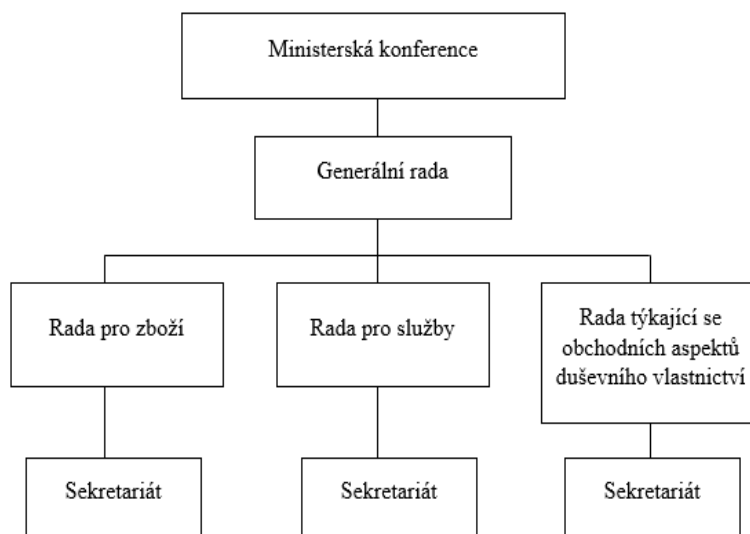 Ministerská konference
Generální rada
Rada pro zboží
Rada pro služby
Rada týkající se
obchodních aspektů
duševního vlastnictví
Sekretariát
Sekretariát
Sekretariát